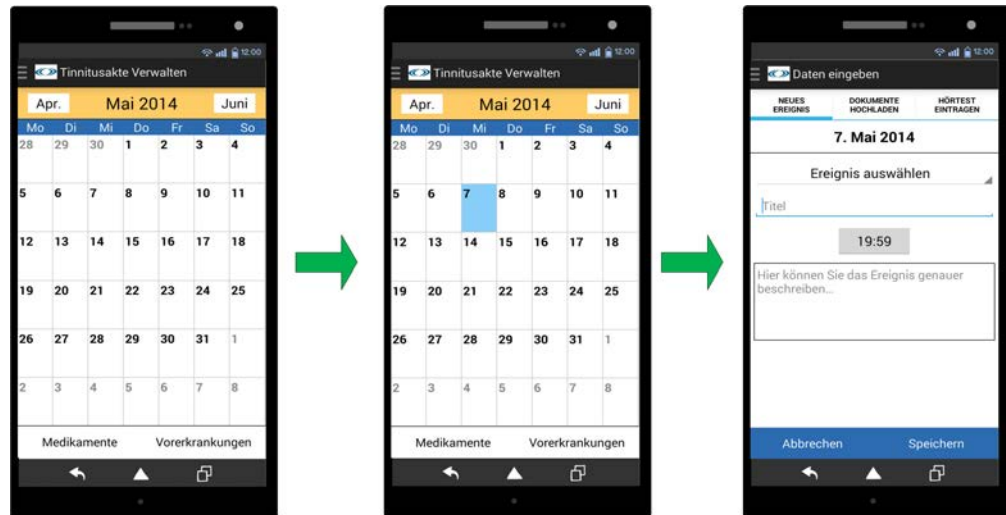 12:00
Tinnitusakte Verwalten
Apr. Mai 2014 Juni
Mo Di Mi Do Fr Sa So
28 29 30 1 2 3 4
5 6 7 8 9 10 11
12 13 14 15 16 17 18
19 20 21 22 23 24 25
26 27 28 29 30 31 1
2 3 4 5 6 7 8
Medikamente Vorerkrankungen
12:00
Tinnitusakte Verwalten
Apr. Mai 2014 Juni
Mo Di Mi Do Fr Sa So
28 29 30 1 2 3 4
5 6 7 8 9 10 11
12 13 14 15 16 17 18
19 20 21 22 23 24 25
26 27 28 29 30 31 1
2 3 4 5 6 7 8
Medikamente Vorerkrankungen
12:00
Daten eingeben
NEUES DOKUMENTE HÖRTEST
EREIGNIS HOCHLADEN EINTRAGEN
7. Mai 2014
Ereignis auswählen
Titel
19:59
Hier können Sie das Ereignis genauer
beschreiben...
Abbrechen Speichern